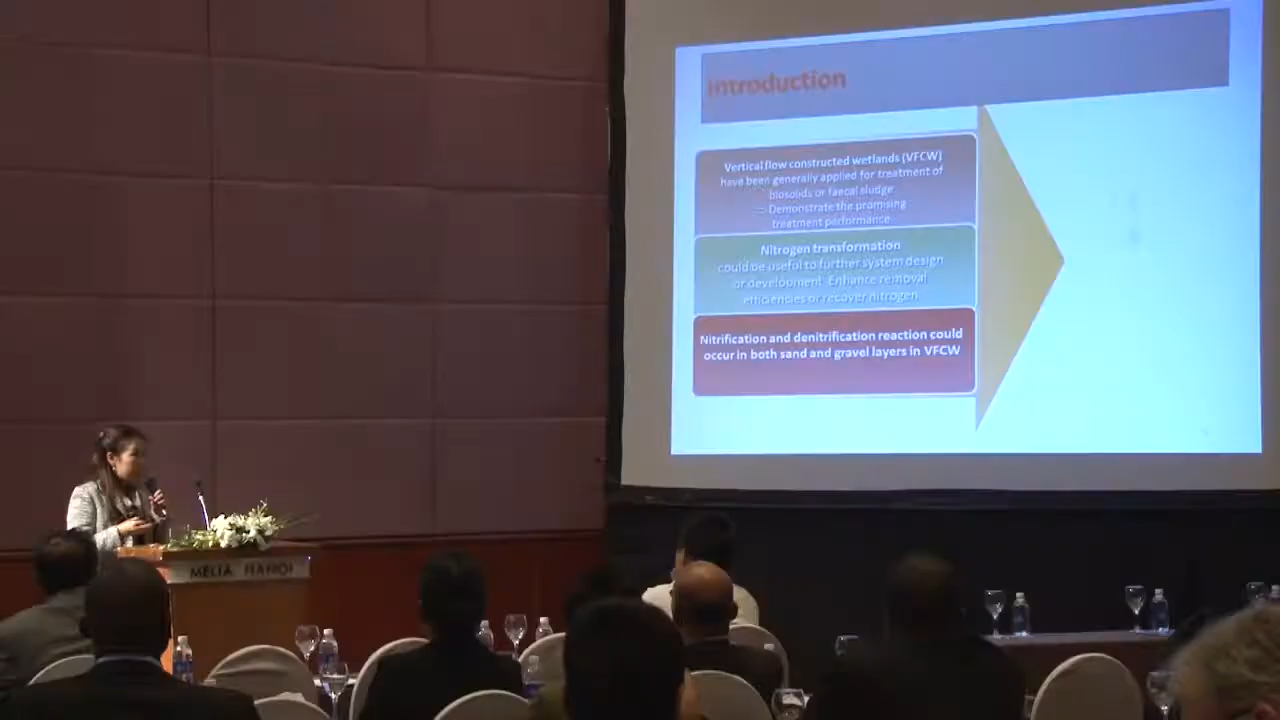 Introduction
Vertical flow constructed wetlands (VFCW)
have been generally applied for treatment of
biosolids or faecal sludge
→ Demonstrate the promising
treatment performance
Nitrogen transformation
could be useful to further system design
or development: Enhance removal
efficiencies or recover nitrogen
Nitrification and denitrification reaction could
occur in both sand and gravel layers in VFCW
MELIA HANOI